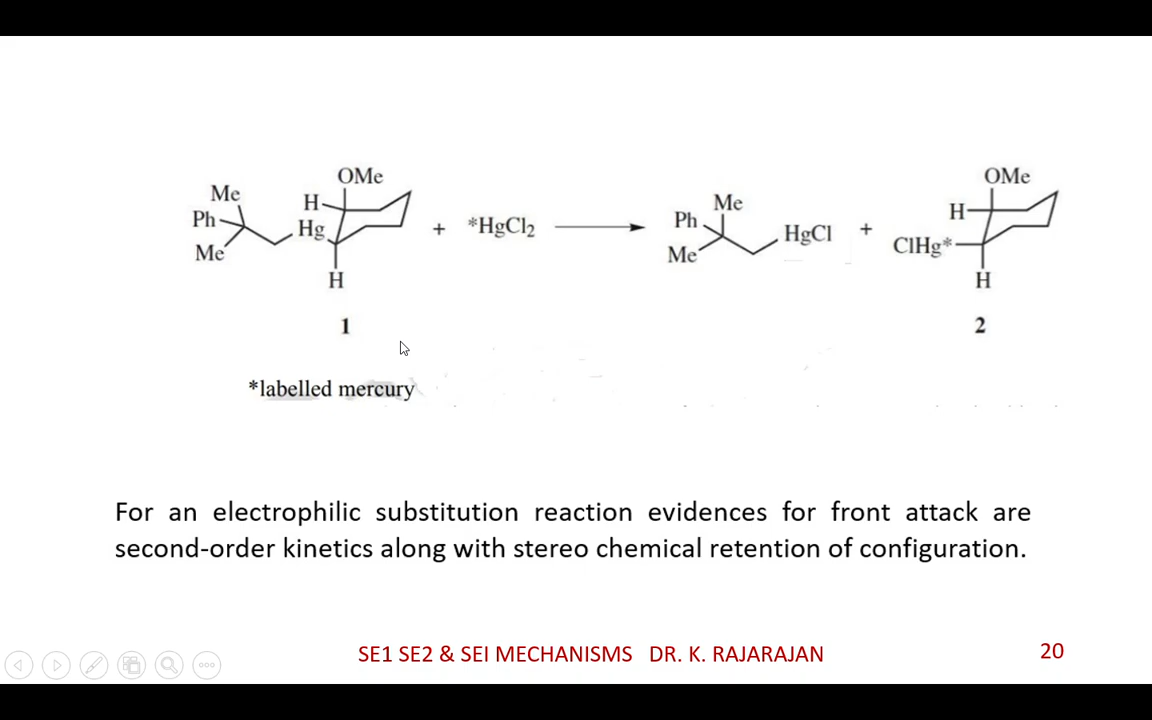 OMe
OMe
Me
H
Me
Ph
Ph
H
Hg
+
*HgCl₂
HgCl
+
ClHg*
Me
Me
H
H
1
2
*labelled mercury
For an electrophilic substitution reaction evidences for front attack are
second-order kinetics along with stereo chemical retention of configuration.
SE1 SE2 & SEI MECHANISMS DR. K. RAJARAJAN
20